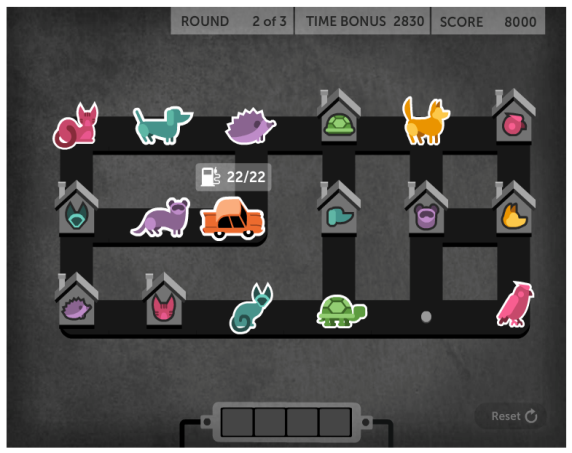 ROUND 2 of 3 TIME BONUS 2830 SCORE 8000
22/22
Reset